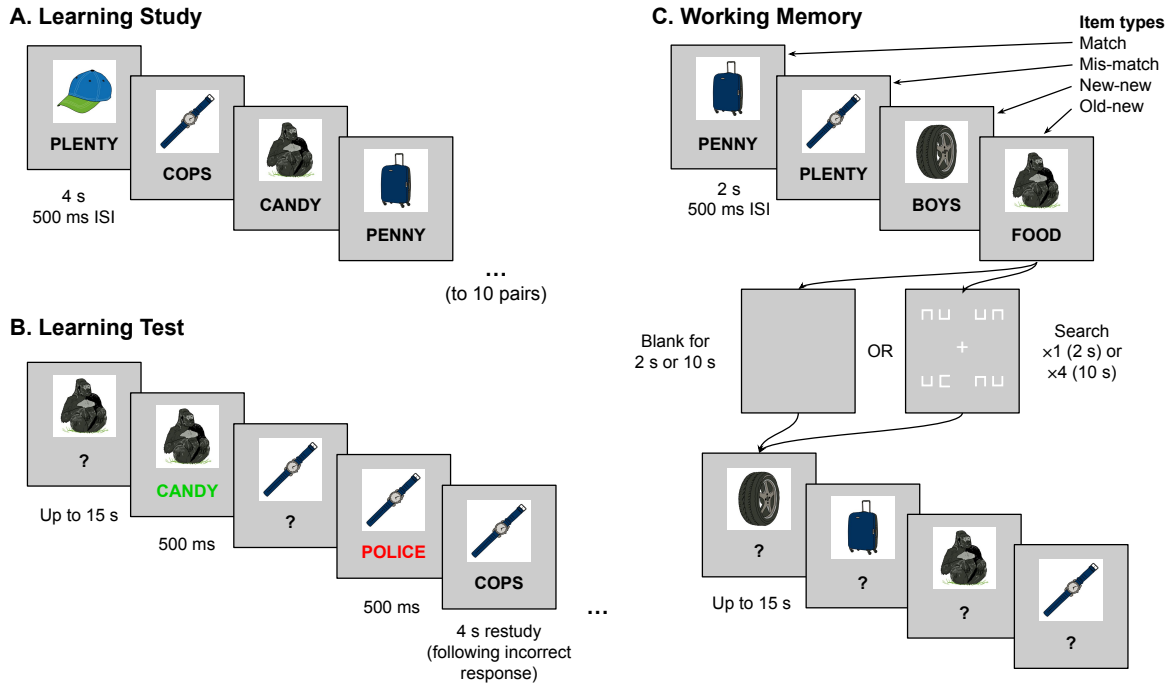 A. Learning Study
PLENTY
COPS
CANDY
PENNY
4 s
500 ms ISI
...
(to 10 pairs)
B. Learning Test
?
CANDY
?
POLICE
COPS
Up to 15 s
500 ms
500 ms
4 s restudy
(following incorrect
response)
...
C. Working Memory
Item types
Match
Mis-match
New-new
Old-new
PENNY
PLENTY
BOYS
FOOD
2 s
500 ms ISI
Blank for
2 s or 10 s
OR
Search
×1 (2 s) or
×4 (10 s)
?
?
?
?
Up to 15 s